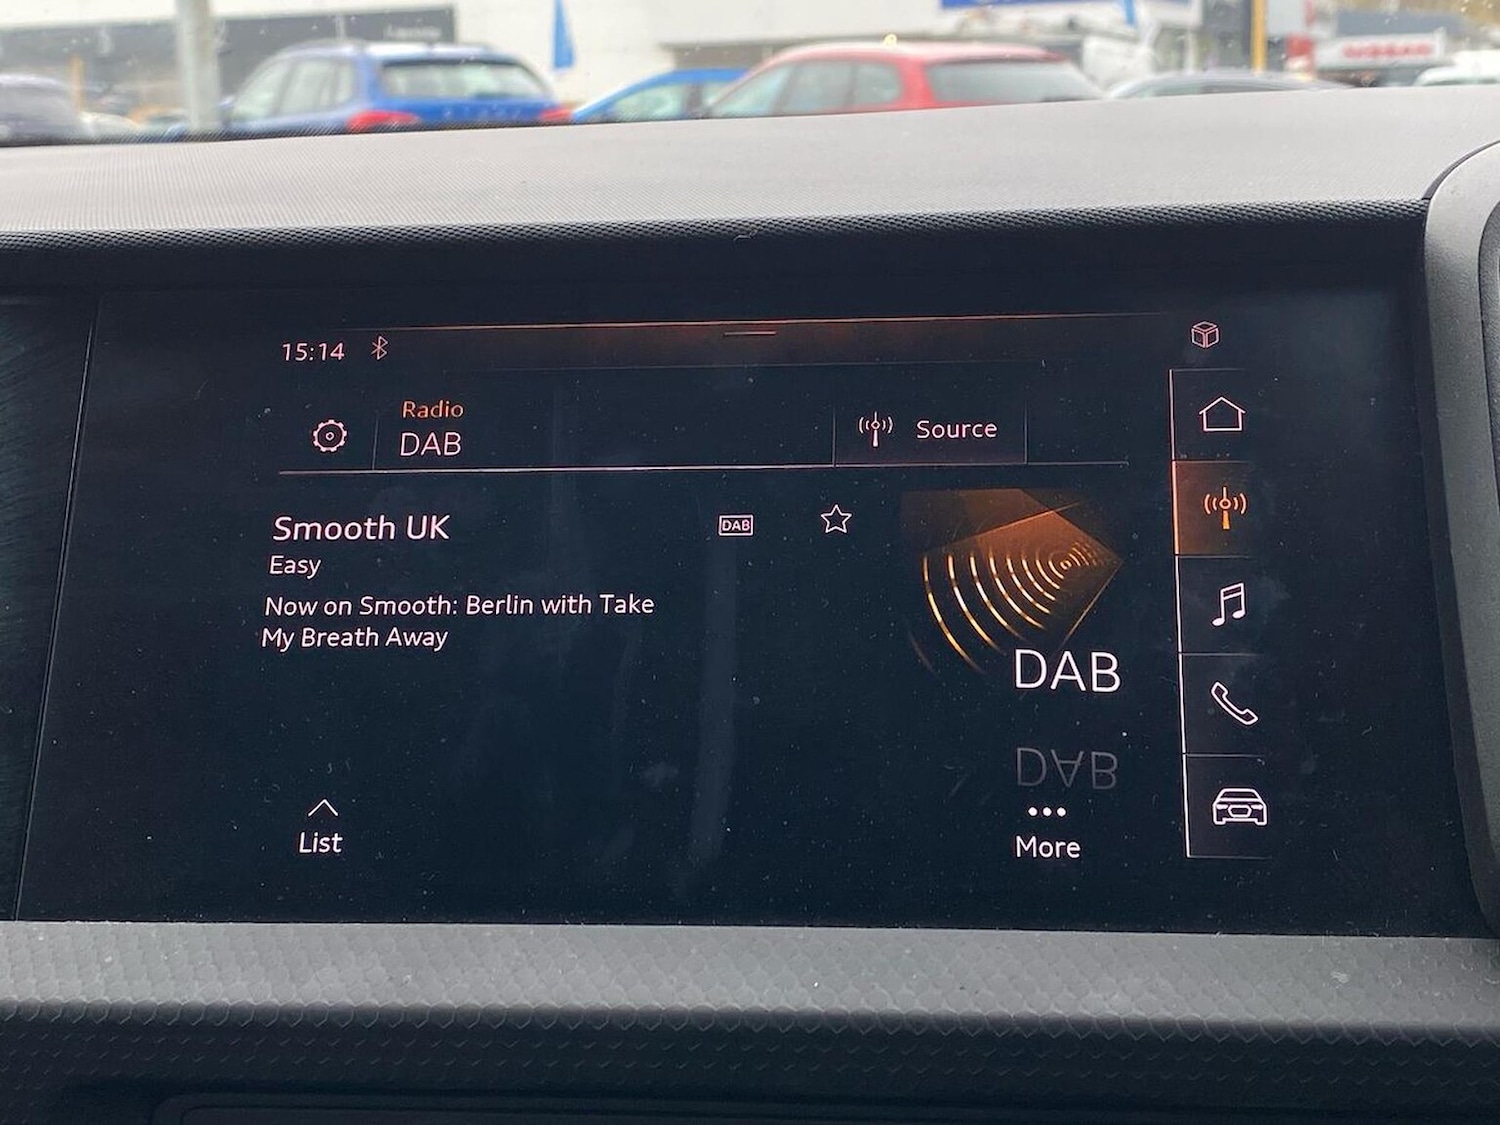 15:14
Radio
DAB
Source
Smooth UK
DAB
Easy
Now on Smooth: Berlin with Take
My Breath Away
DAB
DAB
List
More